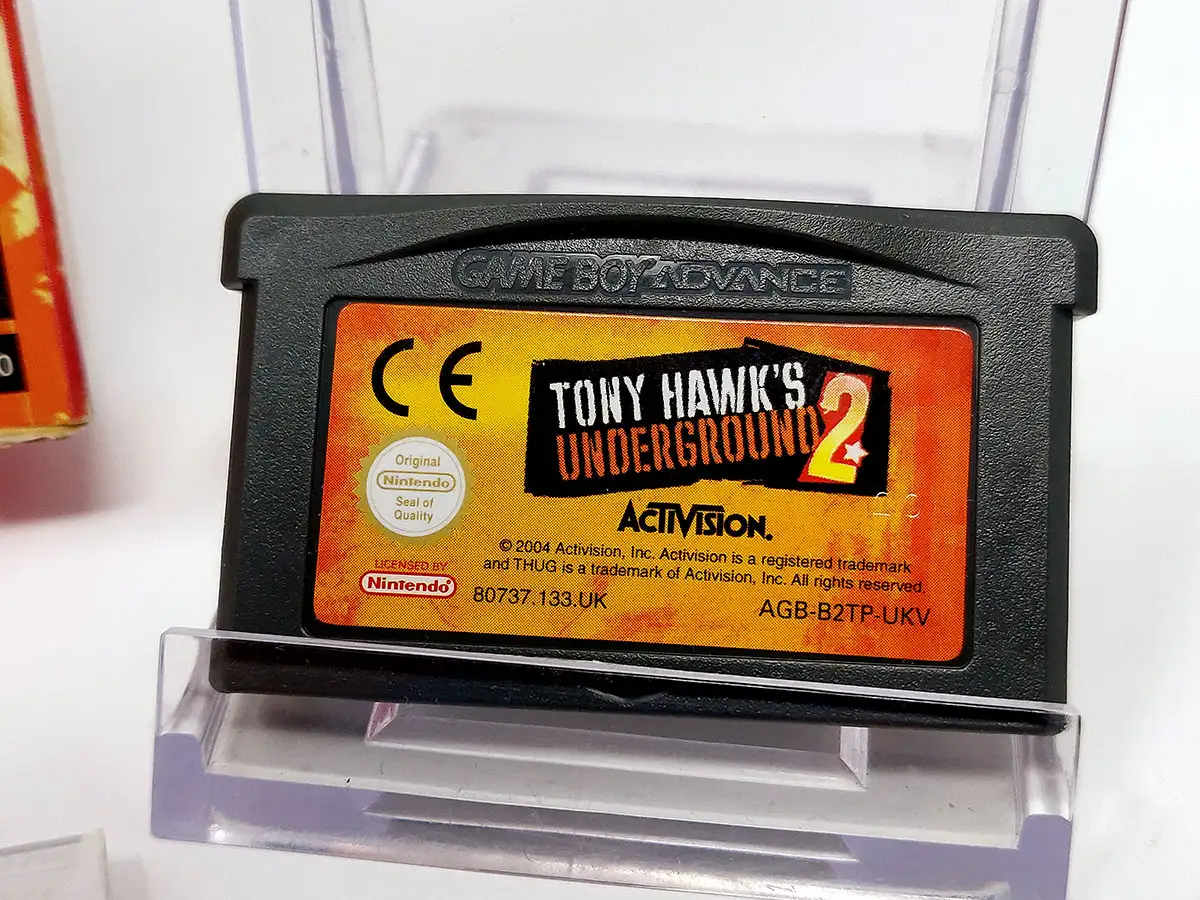 GAME BOY ADVANCE
CE
TONY HAWK'S
UNDERGROUND 2
Original
Nintendo
Seal of
Quality
ACTIVISION.
© 2004 Activision, Inc. Activision is a registered trademark
and THUG is a trademark of Activision, Inc. All rights reserved.
LICENSED BY
Nintendo®
80737.133.UK
AGB-B2TP-UKV
0